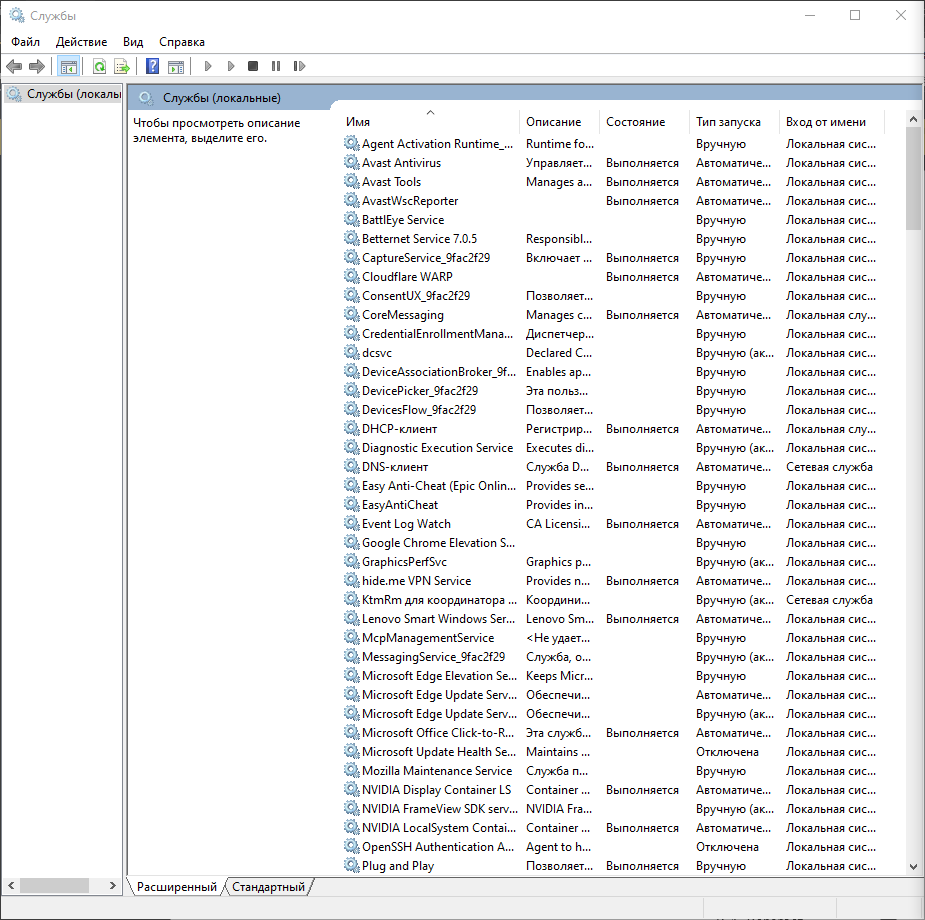 Службы
Файл Действие Вид Справка
Службы (локалы
Службы (локальные)
Чтобы просмотреть описание
элемента, выделите его.
Имя Описание Состояние Тип запуска Вход от имени
Agent Activation Runtime_... Runtime fo... Вручную Локальная сис...
Avast Antivirus Управляет... Выполняется Автоматиче... Локальная сис...
Avast Tools Manages a... Выполняется Автоматиче... Локальная сис...
AvastWscReporter Выполняется Автоматиче... Локальная сис...
BattlEye Service Вручную Локальная сис...
Betternet Service 7.0.5 Responsibl... Вручную Локальная сис...
CaptureService_9fac2f29 Включает ... Выполняется Вручную Локальная сис...
Cloudflare WARP Выполняется Автоматиче... Локальная сис...
ConsentUX_9fac2f29 Позволяет... Вручную Локальная сис...
CoreMessaging Manages c... Выполняется Автоматиче... Локальная слу...
CredentialEnrollmentMana... Диспетчер... Вручную Локальная сис...
dcsvc Declared C... Вручную (ак... Локальная сис...
DeviceAssociationBroker_9f... Enables ap... Вручную Локальная сис...
DevicePicker_9fac2f29 Эта польз... Вручную Локальная сис...
DevicesFlow_9fac2f29 Позволяет... Вручную Локальная сис...
DHCP-клиент Регистрир... Выполняется Автоматиче... Локальная слу...
Diagnostic Execution Service Executes di... Вручную (ак... Локальная сис...
DNS-клиент Служба D... Выполняется Автоматиче... Сетевая служба
Easy Anti-Cheat (Epic Onlin... Provides se... Вручную Локальная сис...
EasyAntiCheat Provides in... Вручную Локальная сис...
Event Log Watch CA Licensi... Выполняется Автоматиче... Локальная сис...
Google Chrome Elevation S... Вручную Локальная сис...
GraphicsPerfSvc Graphics p... Вручную (ак... Локальная сис...
hide.me VPN Service Provides n... Выполняется Автоматиче... Локальная сис...
KtmRm для координатора ... Координи... Вручную (ак... Сетевая служба
Lenovo Smart Windows Ser... Lenovo Sm... Выполняется Автоматиче... Локальная сис...
McpManagementService <Не удает... Вручную Локальная сис...
MessagingService_9fac2f29 Служба, о... Вручную (ак... Локальная сис...
Microsoft Edge Elevation Se... Keeps Micr... Вручную Локальная сис...
Microsoft Edge Update Serv... Обеспечи... Автоматиче... Локальная сис...
Microsoft Edge Update Serv... Обеспечи... Вручную (ак... Локальная сис...
Microsoft Office Click-to-R... Эта служб... Выполняется Автоматиче... Локальная сис...
Microsoft Update Health Se... Maintains ... Отключена Локальная сис...
Mozilla Maintenance Service Служба п... Вручную Локальная сис...
NVIDIA Display Container LS Container ... Выполняется Автоматиче... Локальная сис...
NVIDIA FrameView SDK serv... NVIDIA Fra... Вручную (ак... Локальная сис...
NVIDIA LocalSystem Contai... Container ... Выполняется Автоматиче... Локальная сис...
OpenSSH Authentication A... Agent to h... Отключена Локальная сис...
Plug and Play Позволяет... Выполняется Вручную Локальная сис...
Расширенный Стандартный